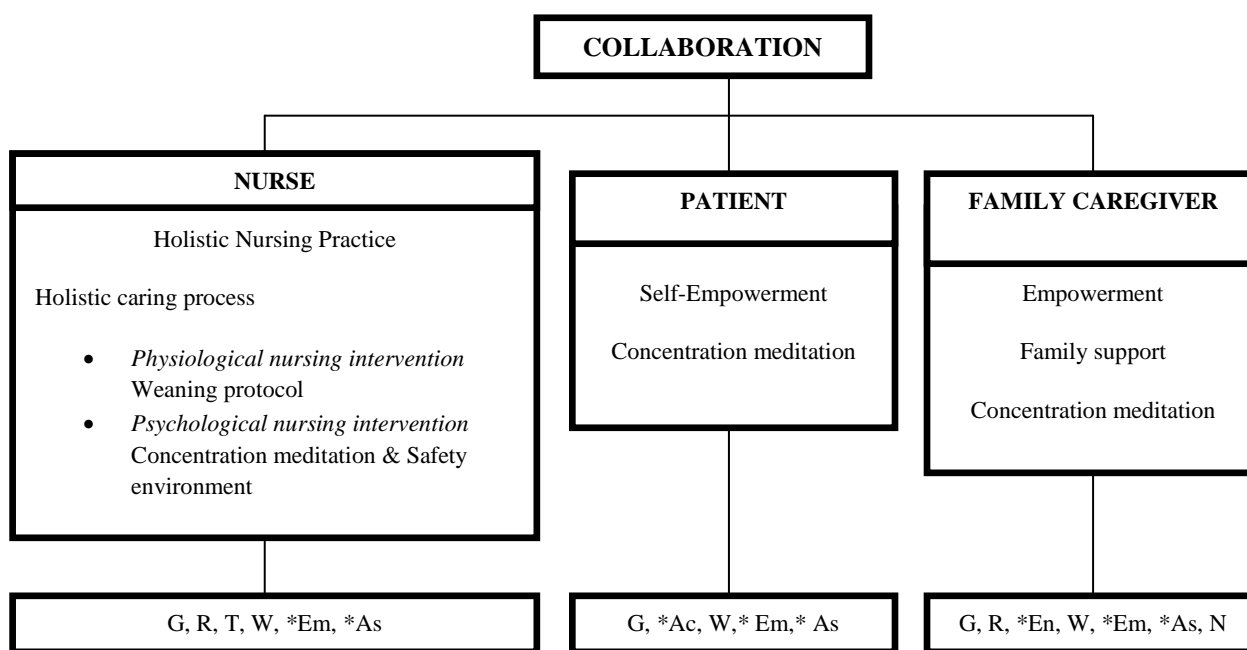 COLLABORATION
NURSE
Holistic Nursing Practice
Holistic caring process
• Physiological nursing intervention
Weaning protocol
• Psychological nursing intervention
Concentration meditation & Safety
environment
G, R, T, W, *Em, *As
PATIENT
Self-Empowerment
Concentration meditation
G, *Ac, W,* Em,* As
FAMILY CAREGIVER
Empowerment
Family support
Concentration meditation
G, R, *En, W, *Em, *As, N